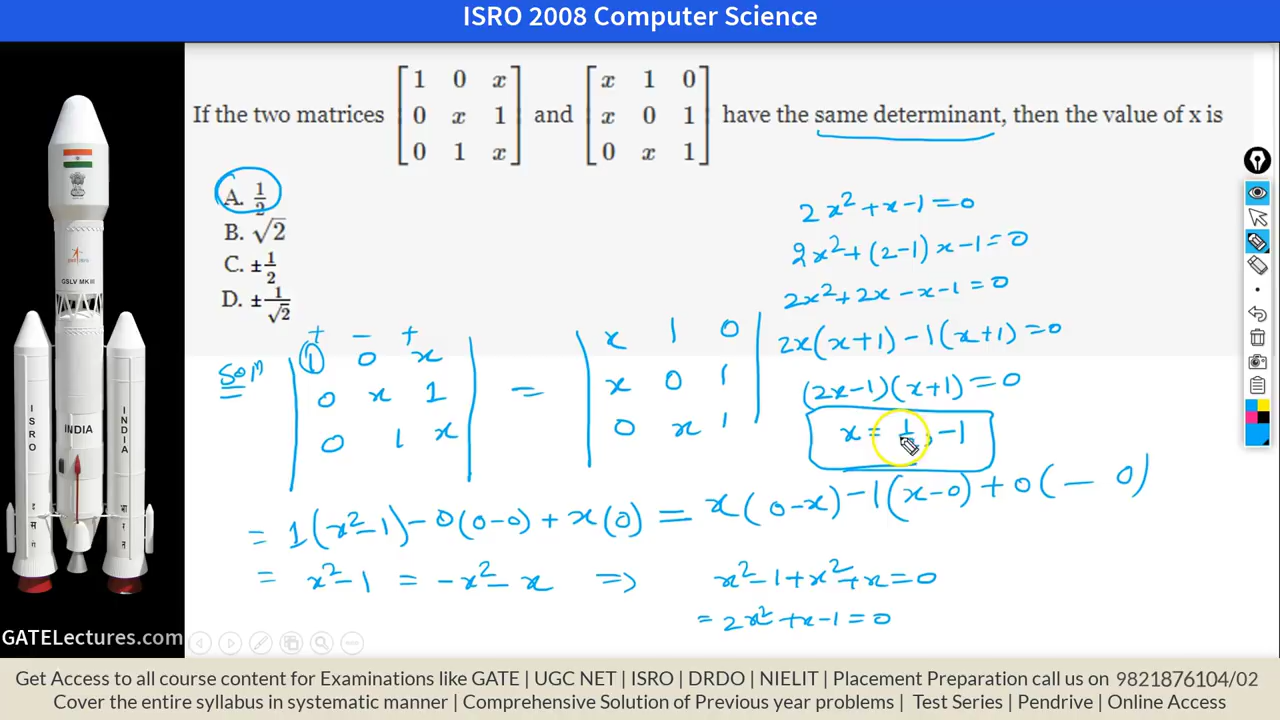 ISRO 2008 Computer Science
If the two matrices [1 0 x; 0 x 1; 0 1 x] and [x 1 0; x 0 1; 0 x 1] have the same determinant, then the value of x is
A. 1/2
B. √2
C. ±1/2
D. ±1/√2
2x² + x - 1 = 0
2x² + (2-1) x - 1 = 0
2x² + 2x - x - 1 = 0
2x(x+1) - 1(x+1) = 0
(2x-1)(x+1) = 0
x = 1/2, -1
Solⁿ
+ - +
|1 0 x; 0 x 1; 0 1 x| = |x 1 0; x 0 1; 0 x 1|
= 1(x²-1) - 0(0-0) + x(0) = x(0-x) - 1(x-0) + 0(- 0)
= x² - 1 = -x² - x ⇒ x² - 1 + x² + x = 0
= 2x² + x - 1 = 0
GSLV MK III
ISRO
INDIA
INDIA
GATELectures.com
Get Access to all course content for Examinations like GATE | UGC NET | ISRO | DRDO | NIELIT | Placement Preparation call us on 9821876104/02
Cover the entire syllabus in systematic manner | Comprehensive Solution of Previous year problems | Test Series | Pendrive | Online Access